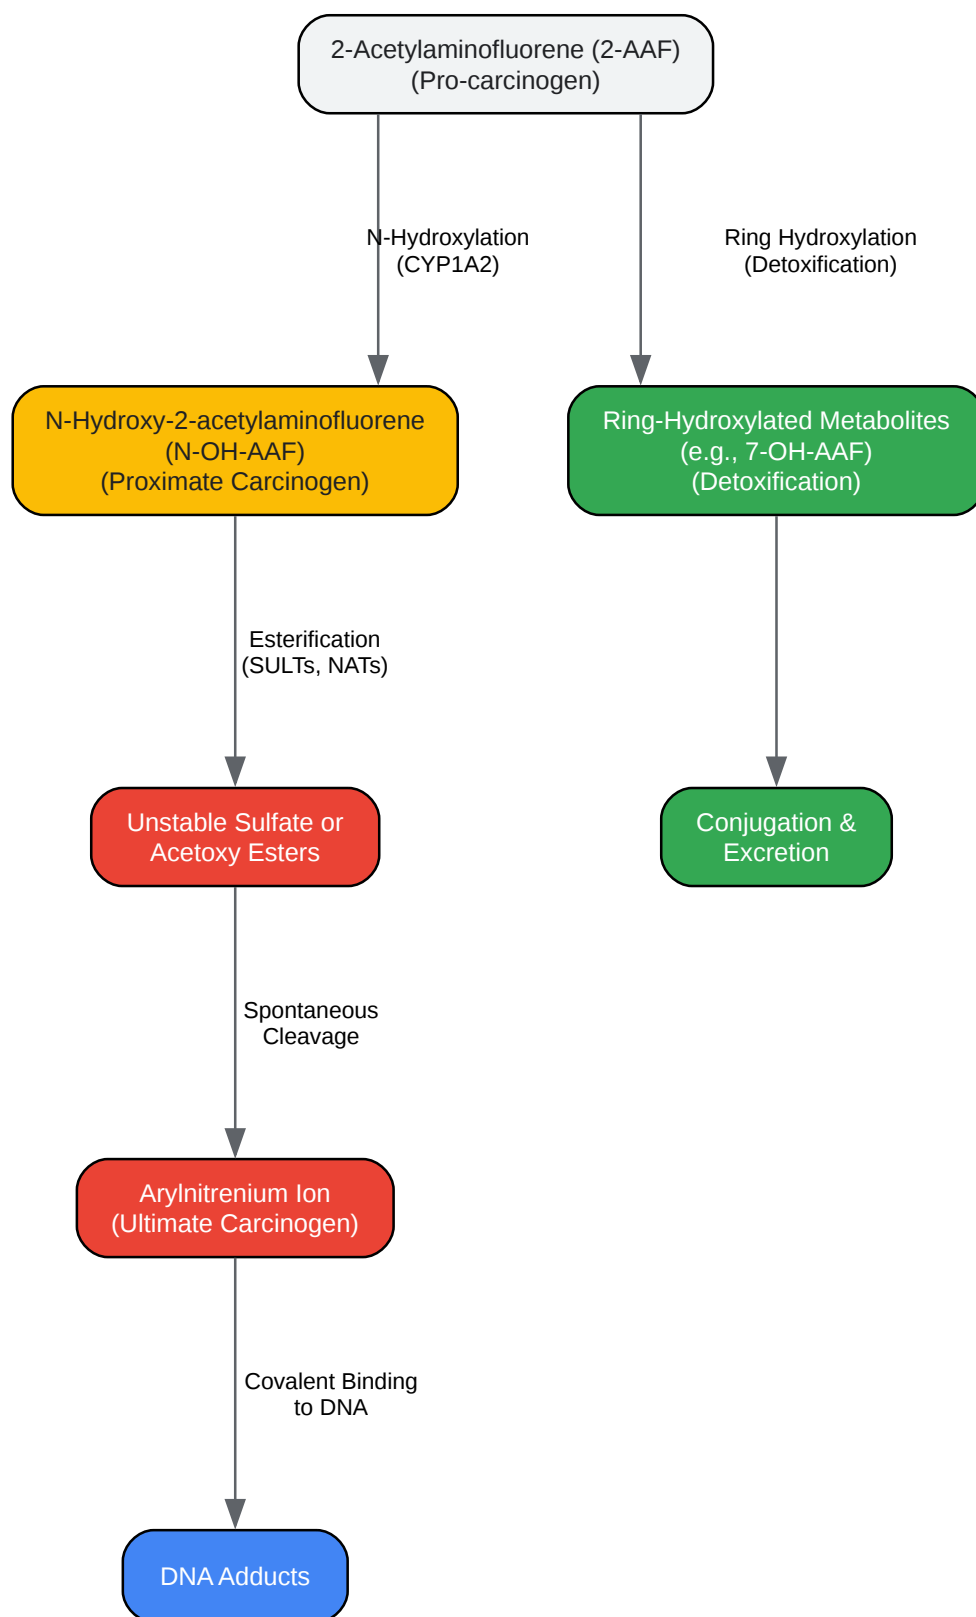 2-Acetylaminofluorene (2-AAF)
(Pro-carcinogen)
N-Hydroxylation
(CYP1A2)
Ring Hydroxylation
(Detoxification)
N-Hydroxy-2-acetylaminofluorene
(N-OH-AAF)
(Proximate Carcinogen)
Ring-Hydroxylated Metabolites
(e.g., 7-OH-AAF)
(Detoxification)
Esterification
(SULTs, NATs)
Unstable Sulfate or
Acetoxy Esters
Conjugation &
Excretion
Spontaneous
Cleavage
Arylnitrenium Ion
(Ultimate Carcinogen)
Covalent Binding
to DNA
DNA Adducts